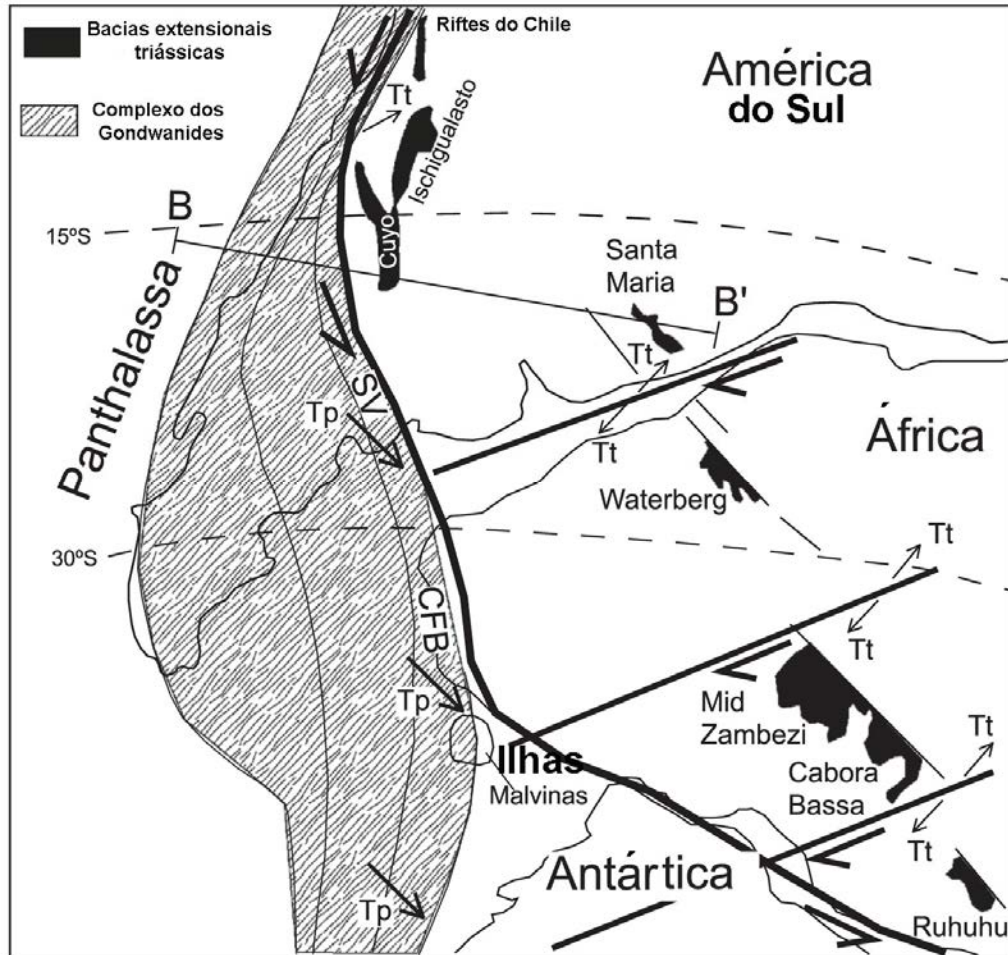 Bacias extensionais
triássicas
Complexo dos
Gondwanides
Riftes do Chile
América
do Sul
Tt
Ischigualasto
Cuyo
B
15ºS
Panthalassa
Santa
Maria
B'
Tt
SV
Tp
Tt
África
Waterberg
30ºS
Tt
CFB
Tt
Tp
Mid
Zambezi
Tt
Ilhas
Malvinas
Cabora
Bassa
Tt
Antártica
Tp
Ruhuhu